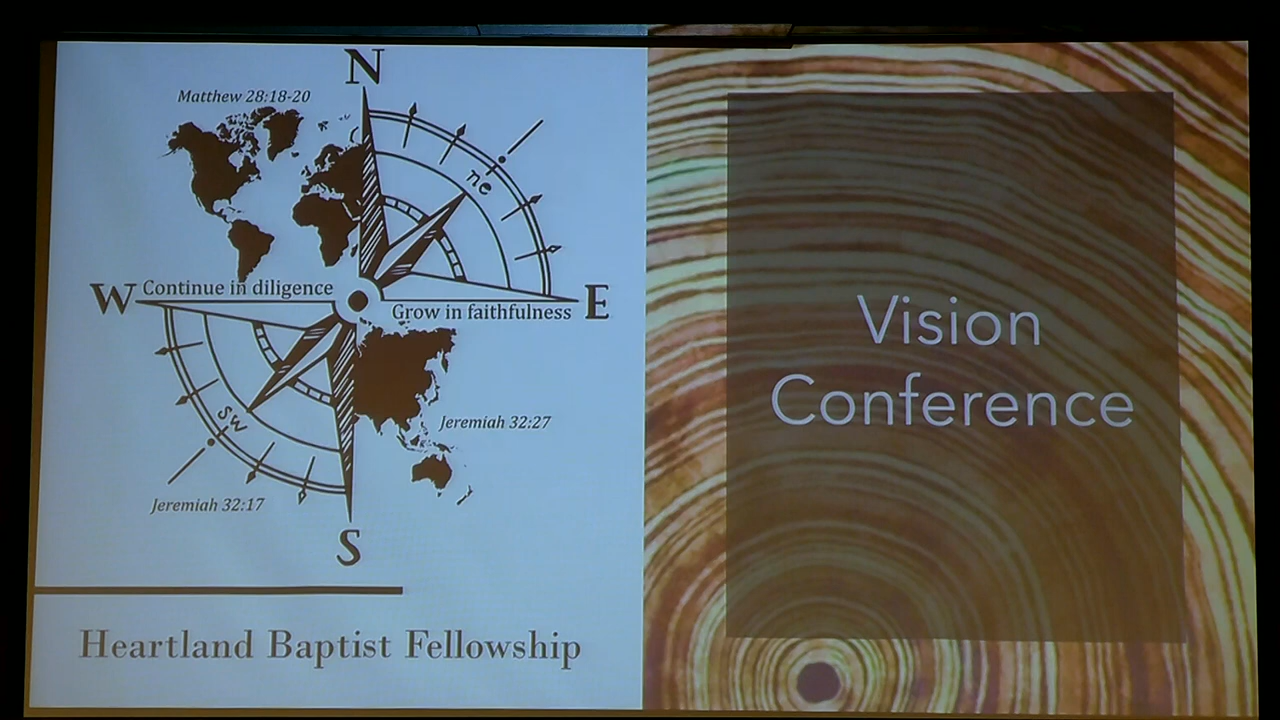 N
Matthew 28:18-20
ne
W
Continue in diligence
Grow in faithfulness
E
Jeremiah 32:27
sw
Jeremiah 32:17
S
Heartland Baptist Fellowship
Vision
Conference